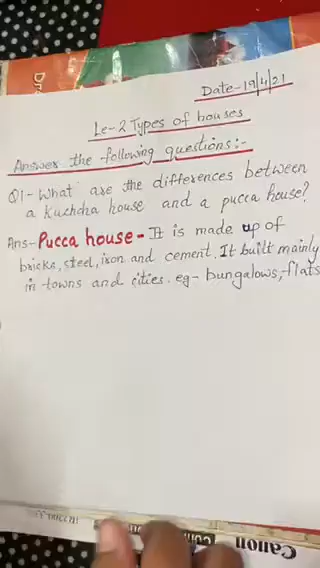 Date-19/4/21
Le-2 Types of houses
Answer the following questions:-
Q1-What are the differences between
a Kuchcha house and a pucca house?
Ans-Pucca house- It is made up of
bricks, steel, iron and cement. It built mainly
in towns and cities. eg- bungalows, flats
Canon